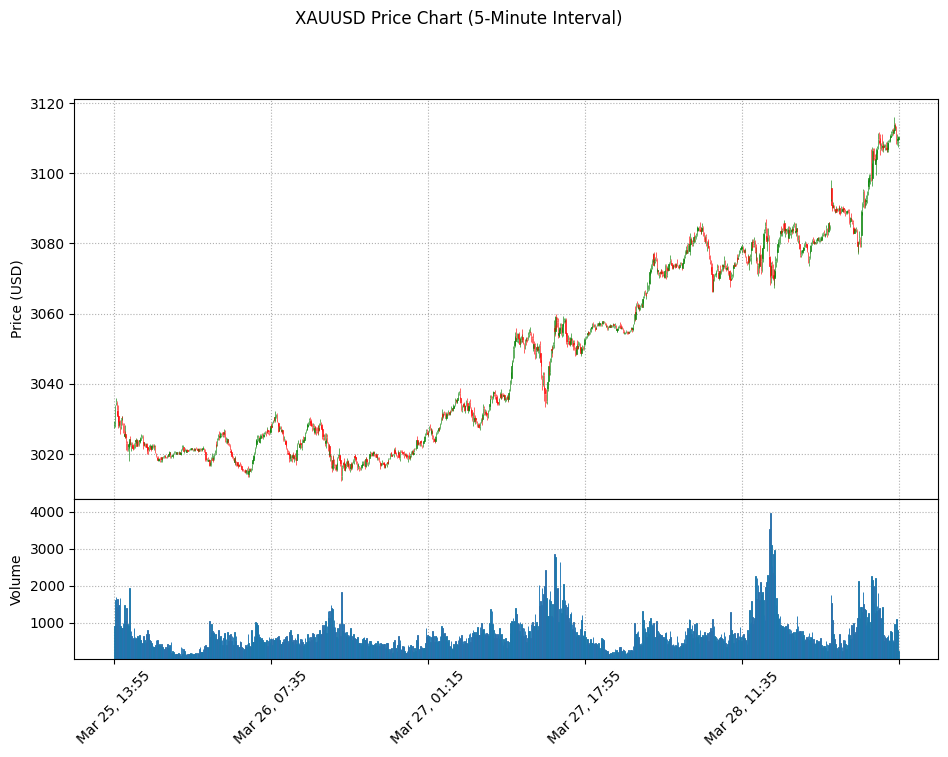 XAUUSD Price Chart (5-Minute Interval)
3120
3100
3080
3060
3040
3020
Price (USD)
4000
3000
2000
1000
Volume
Mar 25, 13:55
Mar 26, 07:35
Mar 27, 01:15
Mar 27, 17:55
Mar 28, 11:35